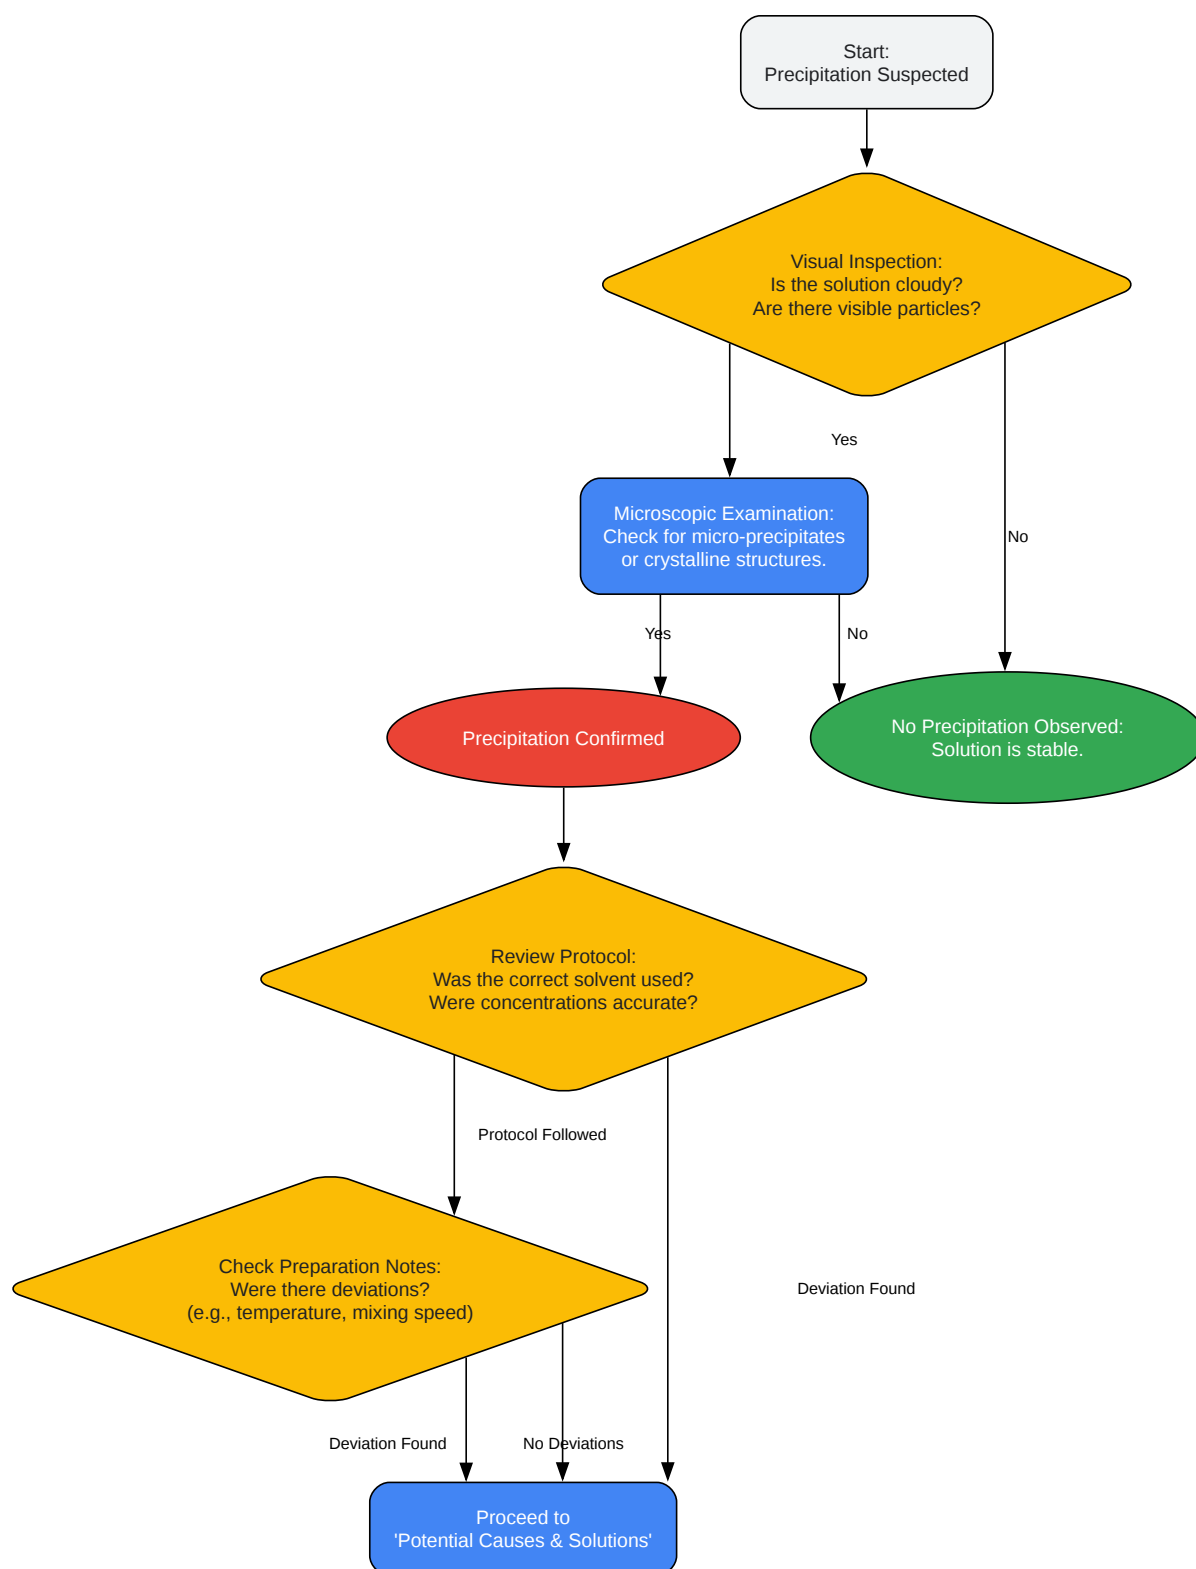 Start:
Precipitation Suspected
Visual Inspection:
Is the solution cloudy?
Are there visible particles?
Yes
No
Microscopic Examination:
Check for micro-precipitates
or crystalline structures.
Yes
No
Precipitation Confirmed
No Precipitation Observed:
Solution is stable.
Review Protocol:
Was the correct solvent used?
Were concentrations accurate?
Protocol Followed
Deviation Found
Check Preparation Notes:
Were there deviations?
(e.g., temperature, mixing speed)
Deviation Found
No Deviations
Proceed to
'Potential Causes & Solutions'